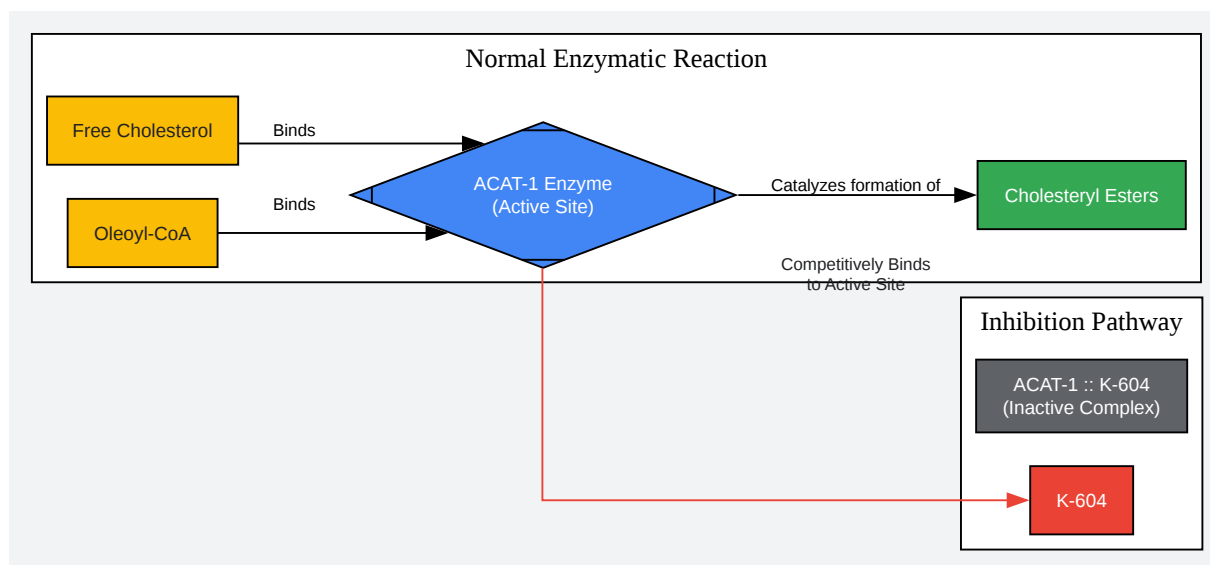 Normal Enzymatic Reaction
Free Cholesterol
Binds
ACAT-1 Enzyme
(Active Site)
Catalyzes formation of
Cholesteryl Esters
Binds
Oleoyl-CoA
Competitively Binds
to Active Site
Inhibition Pathway
ACAT-1 :: K-604
(Inactive Complex)
K-604